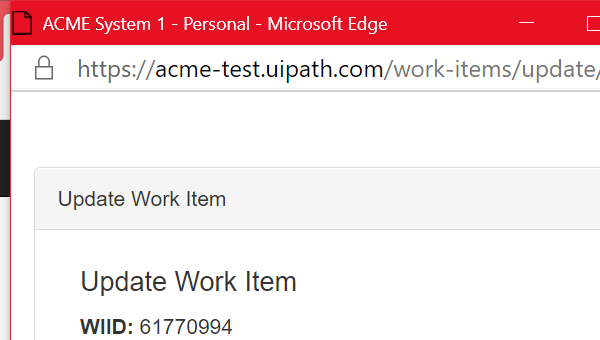 ACME System 1 - Personal - Microsoft Edge
https://acme-test.uipath.com/work-items/update/
Update Work Item
Update Work Item
WIID: 61770994